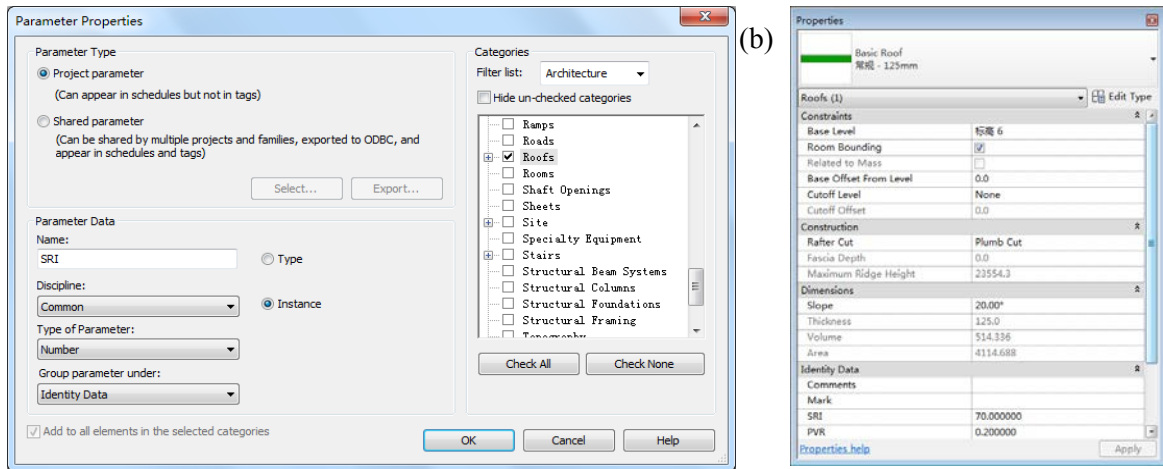 Parameter Properties
Parameter Type
Project parameter
(Can appear in schedules but not in tags)
Shared parameter
(Can be shared by multiple projects and families, exported to ODBC, and
appear in schedules and tags)
Select...
Export...
Parameter Data
Name:
SRI
Type
Discipline:
Common
Instance
Type of Parameter:
Number
Group parameter under:
Identity Data
Add to all elements in the selected categories
Categories
Filter list: Architecture
Hide un-checked categories
Ramps
Roads
Roofs
Rooms
Shaft Openings
Sheets
Site
Specialty Equipment
Stairs
Structural Beam Systems
Structural Columns
Structural Foundations
Structural Framing
Topography
Check All
Check None
OK
Cancel
Help
(b)
Properties
Basic Roof
常规 - 125mm
Roofs (1)
Edit Type
Constraints
Base Level 标高 6
Room Bounding
Related to Mass
Base Offset From Level 0.0
Cutoff Level None
Cutoff Offset 0.0
Construction
Rafter Cut Plumb Cut
Fascia Depth 0.0
Maximum Ridge Height 23554.3
Dimensions
Slope 20.00°
Thickness 125.0
Volume 514.336
Area 4114.688
Identity Data
Comments
Mark
SRI 70.000000
PVR 0.200000
Properties help
Apply